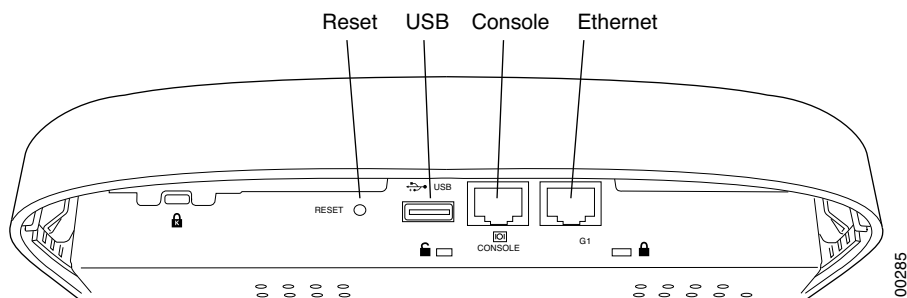 Reset USB Console Ethernet
USB
RESET
CONSOLE
G1
00285